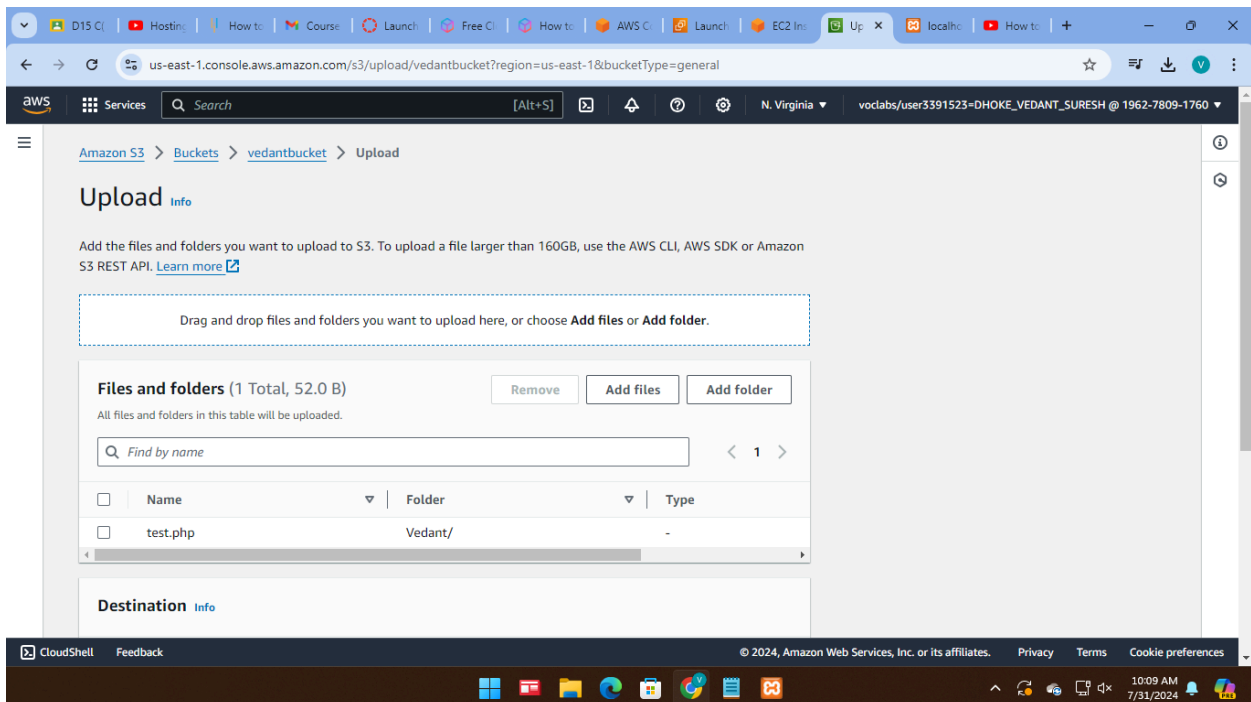 D15 C( Hosting How to Course Launch Free Cl How to AWS Co Launch EC2 Ins Up localho How to
us-east-1.console.aws.amazon.com/s3/upload/vedantbucket?region=us-east-1&bucketType=general V
aws Services Search [Alt+S] N. Virginia voclabs/user3391523=DHOKE_VEDANT_SURESH @ 1962-7809-1760
Amazon S3 > Buckets > vedantbucket > Upload
Upload Info
Add the files and folders you want to upload to S3. To upload a file larger than 160GB, use the AWS CLI, AWS SDK or Amazon
S3 REST API. Learn more
Drag and drop files and folders you want to upload here, or choose Add files or Add folder.
Files and folders (1 Total, 52.0 B) Remove Add files Add folder
All files and folders in this table will be uploaded.
Find by name < 1 >
Name Folder Type
test.php Vedant/ -
Destination Info
CloudShell Feedback © 2024, Amazon Web Services, Inc. or its affiliates. Privacy Terms Cookie preferences
10:09 AM
7/31/2024
PRE